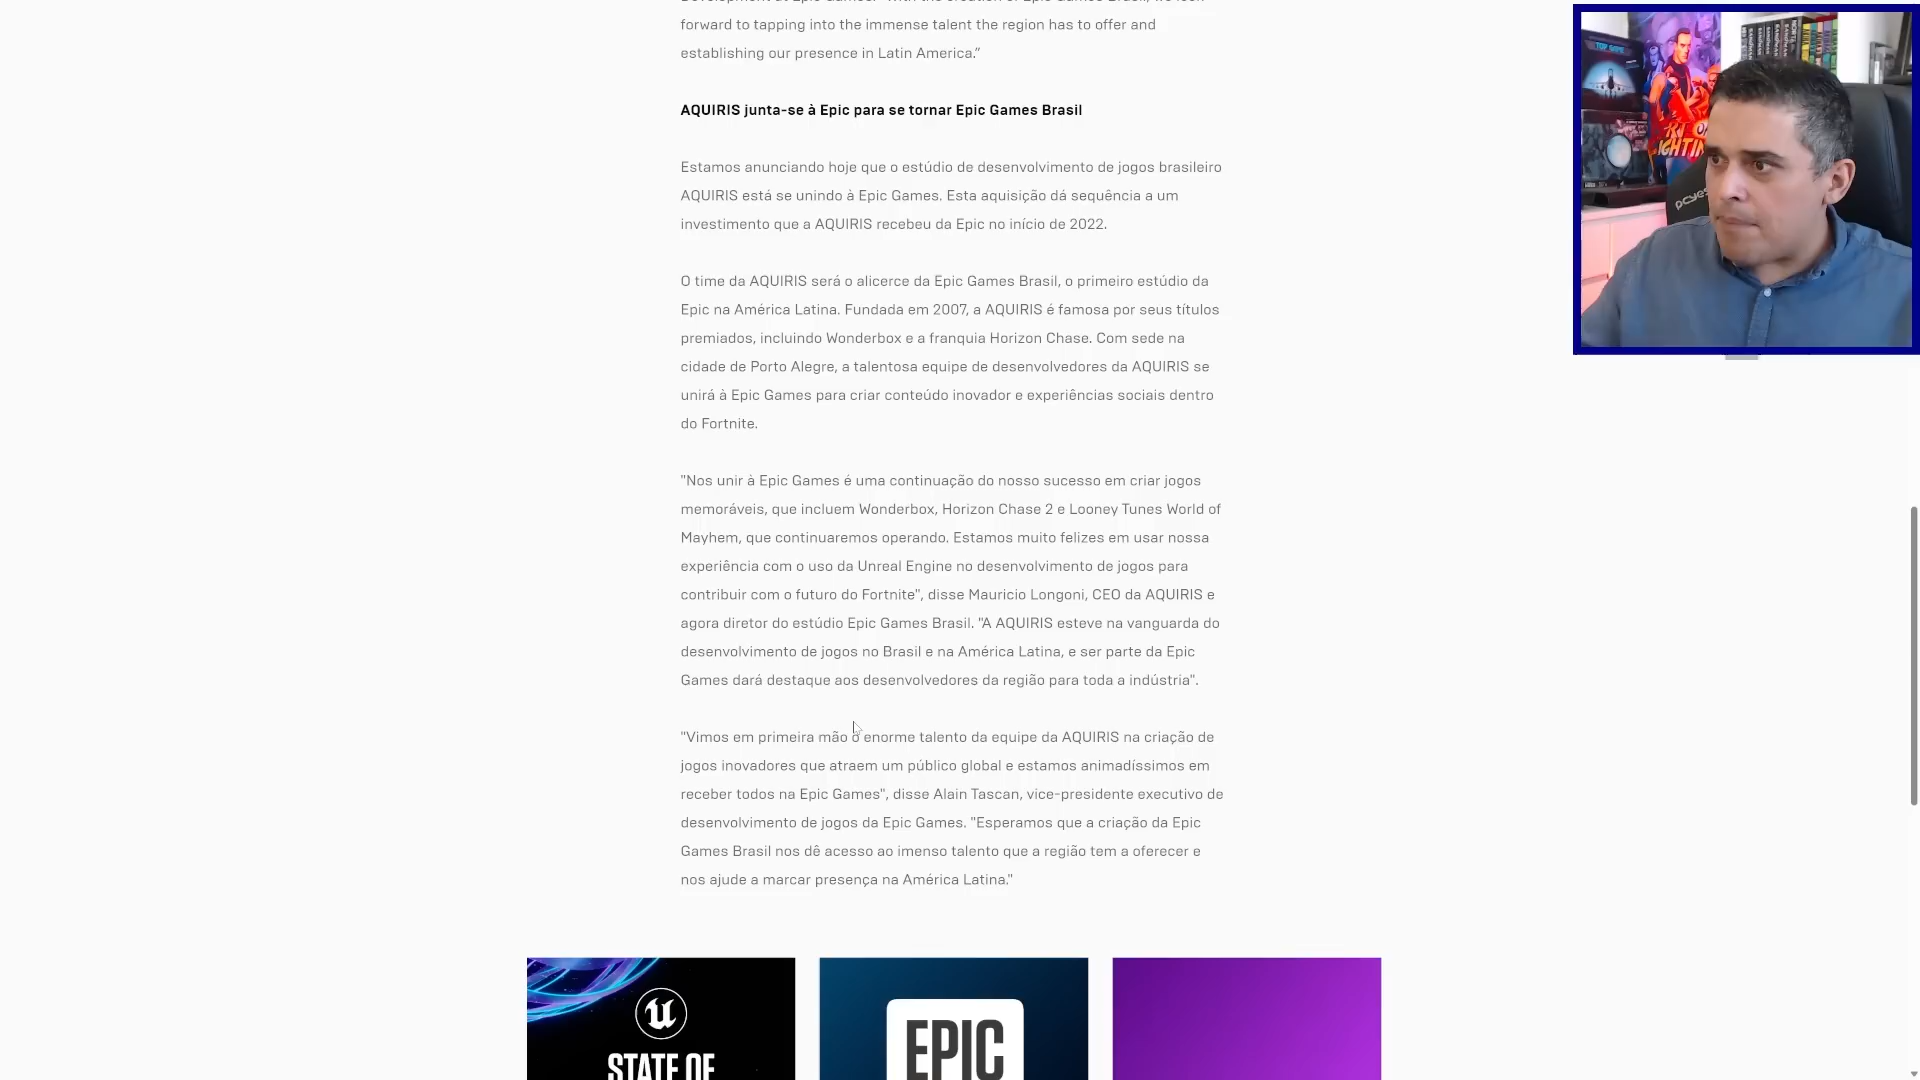 forward to tapping into the immense talent the region has to offer and
establishing our presence in Latin America.”
AQUIRIS junta-se à Epic para se tornar Epic Games Brasil
Estamos anunciando hoje que o estúdio de desenvolvimento de jogos brasileiro
AQUIRIS está se unindo à Epic Games. Esta aquisição dá sequência a um
investimento que a AQUIRIS recebeu da Epic no início de 2022.
O time da AQUIRIS será o alicerce da Epic Games Brasil, o primeiro estúdio da
Epic na América Latina. Fundada em 2007, a AQUIRIS é famosa por seus títulos
premiados, incluindo Wonderbox e a franquia Horizon Chase. Com sede na
cidade de Porto Alegre, a talentosa equipe de desenvolvedores da AQUIRIS se
unirá à Epic Games para criar conteúdo inovador e experiências sociais dentro
do Fortnite.
"Nos unir à Epic Games é uma continuação do nosso sucesso em criar jogos
memoráveis, que incluem Wonderbox, Horizon Chase 2 e Looney Tunes World of
Mayhem, que continuaremos operando. Estamos muito felizes em usar nossa
experiência com o uso da Unreal Engine no desenvolvimento de jogos para
contribuir com o futuro do Fortnite", disse Mauricio Longoni, CEO da AQUIRIS e
agora diretor do estúdio Epic Games Brasil. "A AQUIRIS esteve na vanguarda do
desenvolvimento de jogos no Brasil e na América Latina, e ser parte da Epic
Games dará destaque aos desenvolvedores da região para toda a indústria".
"Vimos em primeira mão o enorme talento da equipe da AQUIRIS na criação de
jogos inovadores que atraem um público global e estamos animadíssimos em
receber todos na Epic Games", disse Alain Tascan, vice-presidente executivo de
desenvolvimento de jogos da Epic Games. "Esperamos que a criação da Epic
Games Brasil nos dê acesso ao imenso talento que a região tem a oferecer e
nos ajude a marcar presença na América Latina."
STATE OF
EPIC
TOP GAME
pcyes